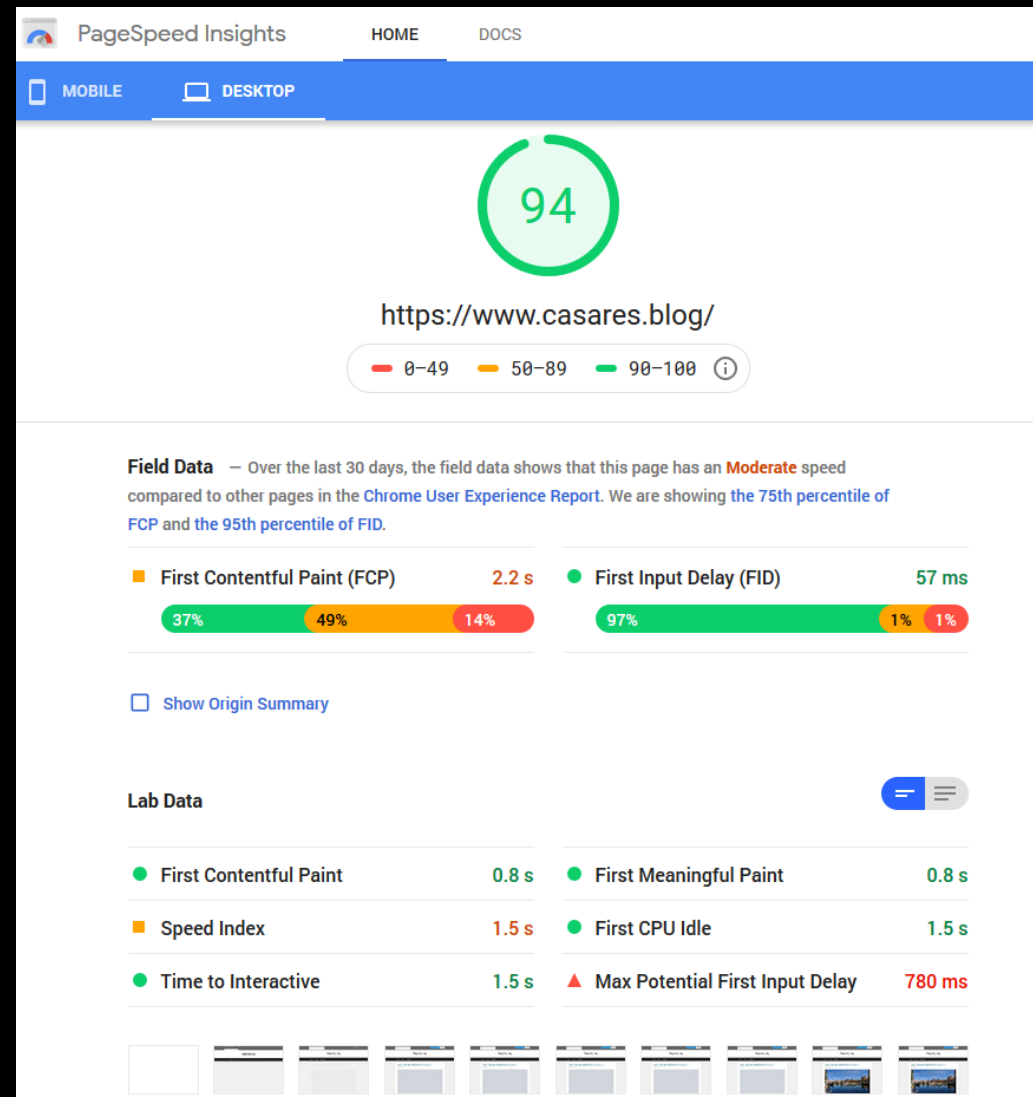 PageSpeed Insights HOME DOCS
MOBILE DESKTOP
94
https://www.casares.blog/
0–49 50–89 90–100
Field Data — Over the last 30 days, the field data shows that this page has an Moderate speed
compared to other pages in the Chrome User Experience Report. We are showing the 75th percentile of
FCP and the 95th percentile of FID.
First Contentful Paint (FCP) 2.2 s First Input Delay (FID) 57 ms
37% 49% 14% 97% 1% 1%
Show Origin Summary
Lab Data
First Contentful Paint 0.8 s First Meaningful Paint 0.8 s
Speed Index 1.5 s First CPU Idle 1.5 s
Time to Interactive 1.5 s Max Potential First Input Delay 780 ms